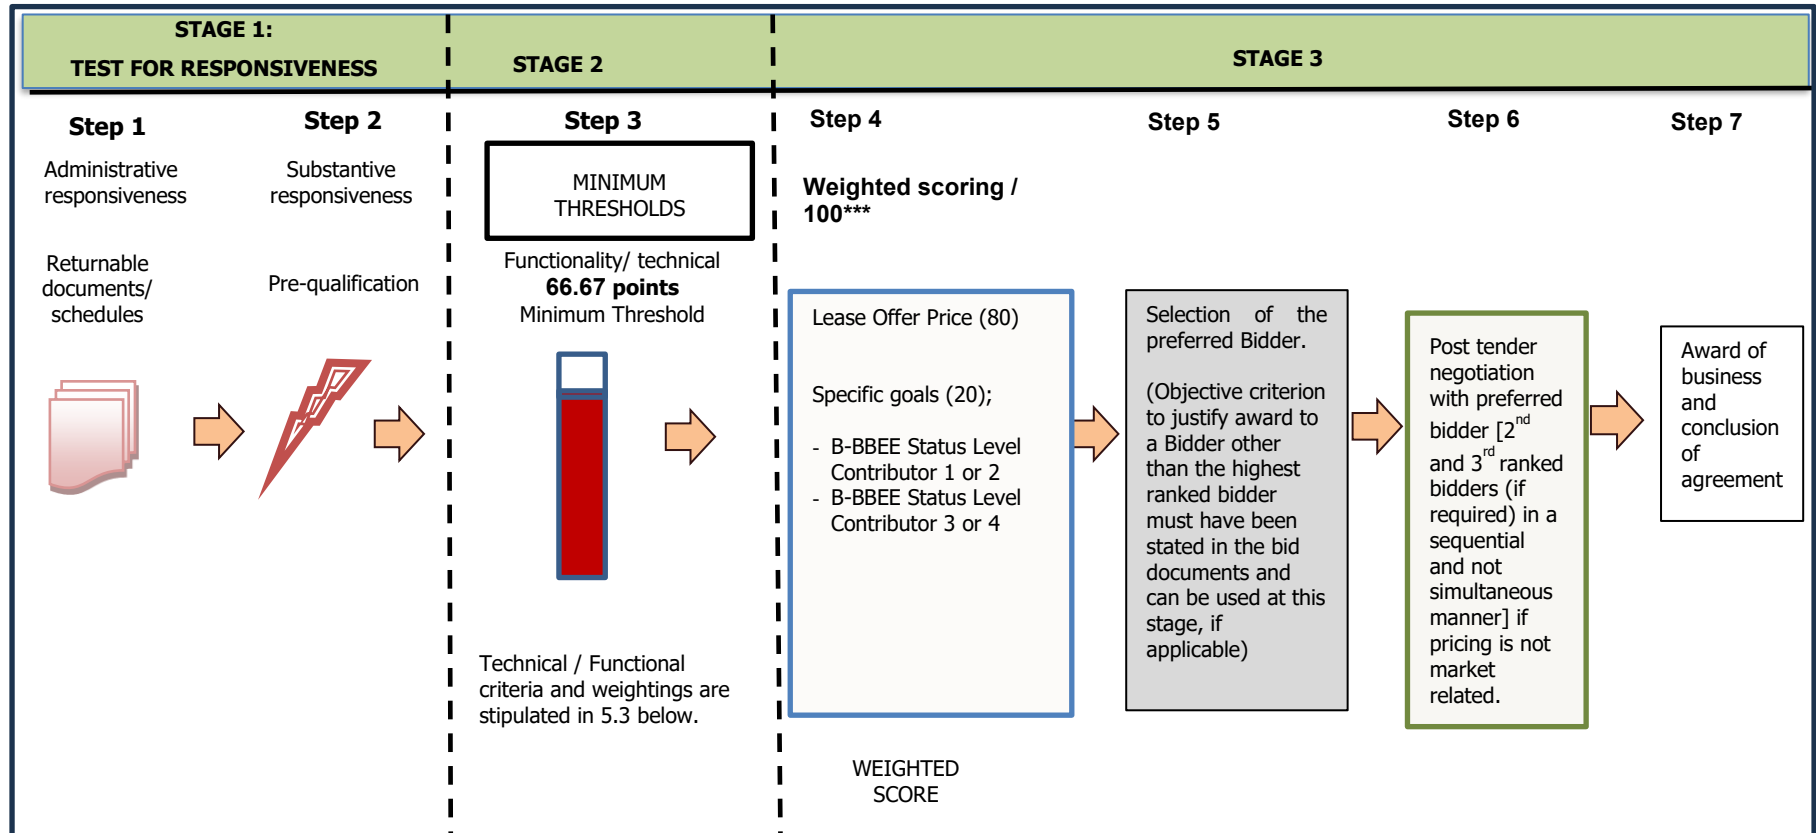 STAGE 1:
TEST FOR RESPONSIVENESS
STAGE 2
STAGE 3
Step 1
Administrative
responsiveness
Returnable
documents/
schedules
Step 2
Substantive
responsiveness
Pre-qualification
Step 3
MINIMUM
THRESHOLDS
Functionality/ technical
66.67 points
Minimum Threshold
Technical / Functional
criteria and weightings are
stipulated in 5.3 below.
Step 4
Weighted scoring /
100***
Lease Offer Price (80)
Specific goals (20);
- B-BBEE Status Level
Contributor 1 or 2
- B-BBEE Status Level
Contributor 3 or 4
WEIGHTED
SCORE
Step 5
Selection of the
preferred Bidder.
(Objective criterion
to justify award to
a Bidder other
than the highest
ranked bidder
must have been
stated in the bid
documents and
can be used at this
stage, if
applicable)
Step 6
Post tender
negotiation
with preferred
bidder [2nd
and 3rd ranked
bidders (if
required) in a
sequential
and not
simultaneous
manner] if
pricing is not
market
related.
Step 7
Award of
business
and
conclusion
of
agreement